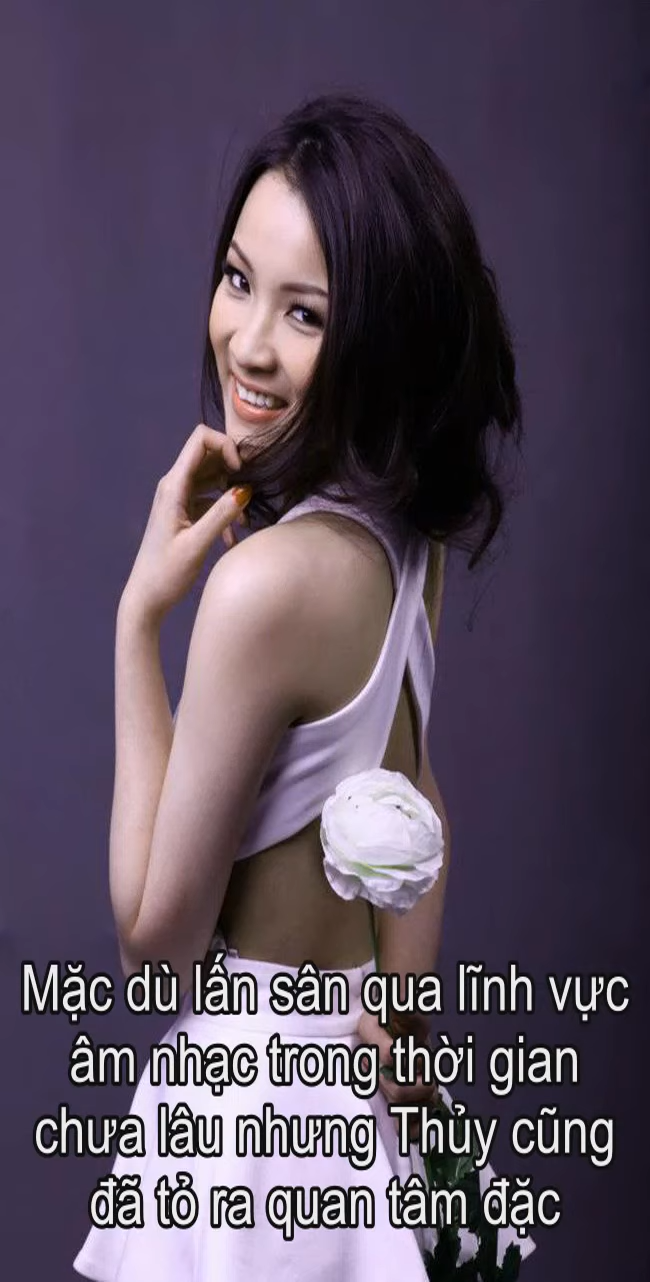 Mặc dù lấn sân qua lĩnh vực
âm nhạc trong thời gian
chưa lâu nhưng Thủy cũng
đã tỏ ra quan tâm đặc